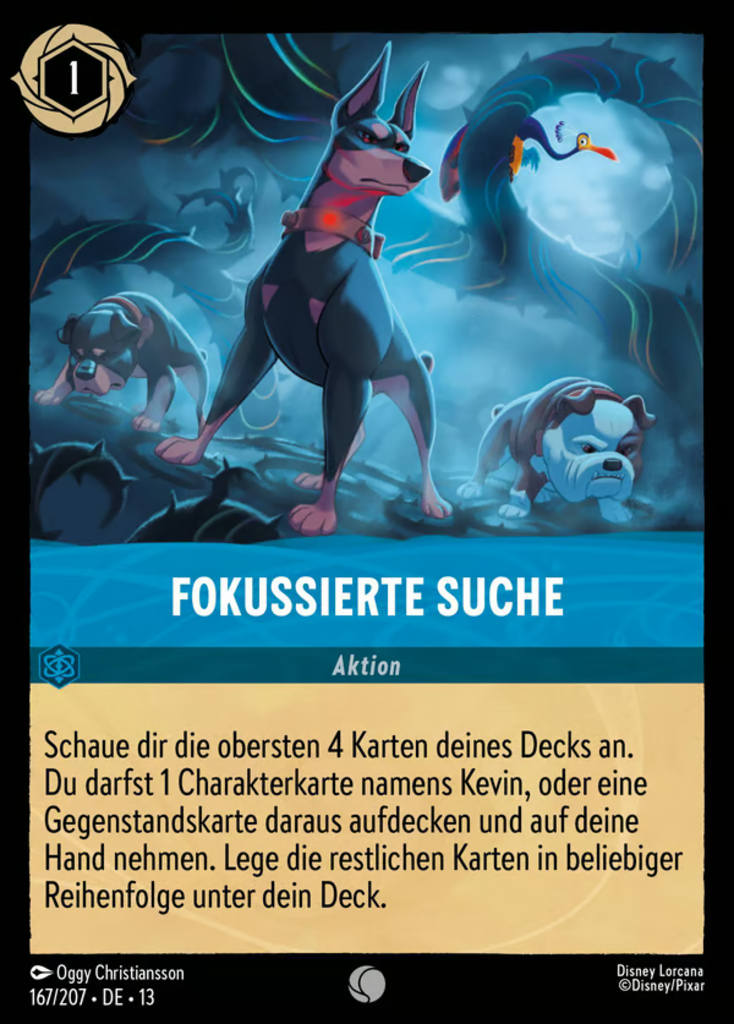 1
FOKUSSIERTE SUCHE
Aktion
Schaue dir die obersten 4 Karten deines Decks an.
Du darfst 1 Charakterkarte namens Kevin, oder eine
Gegenstandskarte daraus aufdecken und auf deine
Hand nehmen. Lege die restlichen Karten in beliebiger
Reihenfolge unter dein Deck.
Oggy Christiansson
167/207 • DE • 13
Disney Lorcana
©Disney/Pixar